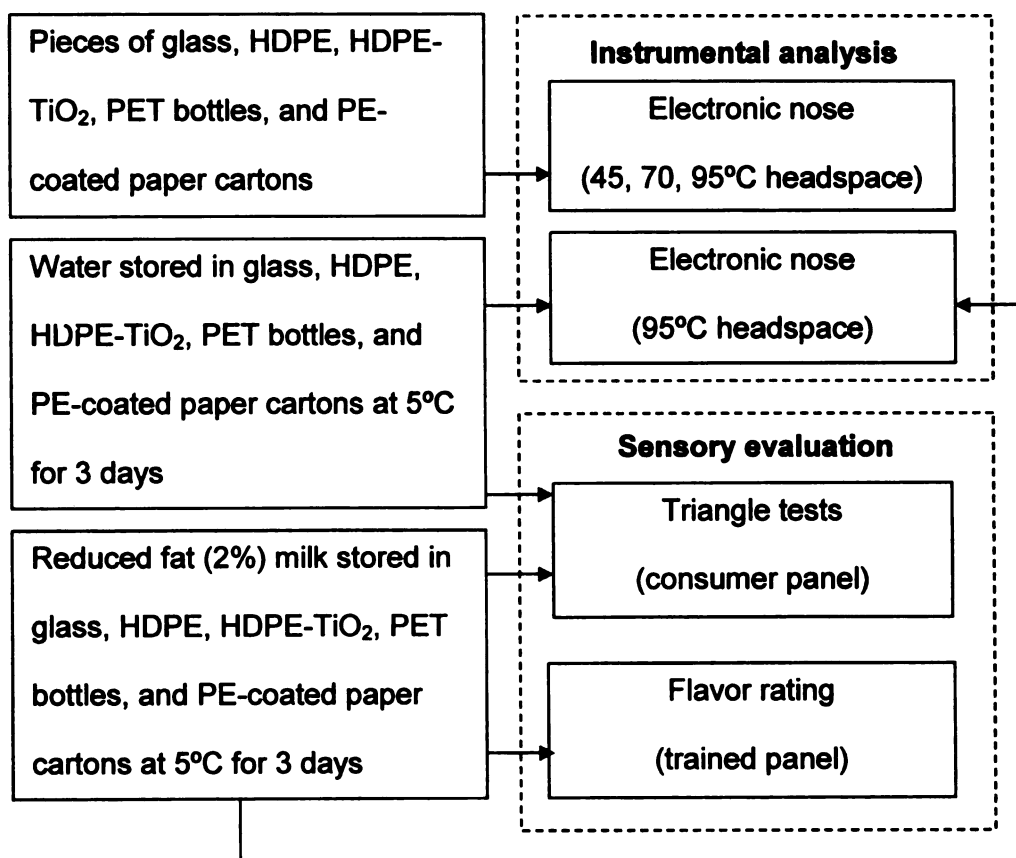 Pieces of glass, HDPE, HDPE-
TiO₂, PET bottles, and PE-
coated paper cartons
Water stored in glass, HDPE,
HDPE-TiO₂, PET bottles, and
PE-coated paper cartons at 5ºC
for 3 days
Reduced fat (2%) milk stored in
glass, HDPE, HDPE-TiO₂, PET
bottles, and PE-coated paper
cartons at 5ºC for 3 days
Instrumental analysis
Electronic nose
(45, 70, 95ºC headspace)
Electronic nose
(95ºC headspace)
Sensory evaluation
Triangle tests
(consumer panel)
Flavor rating
(trained panel)